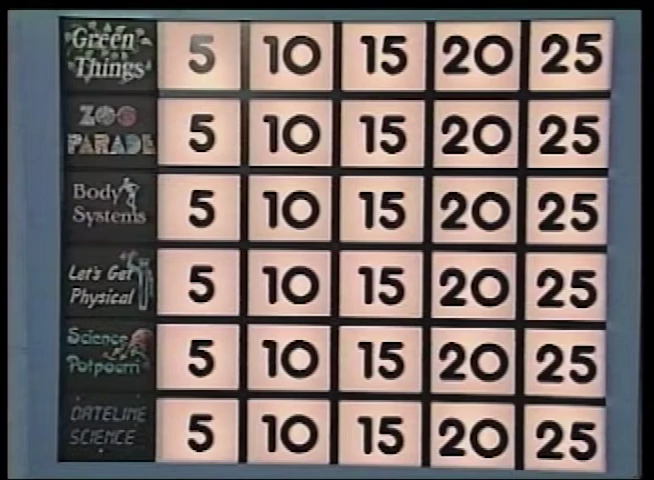 Green Things 5 10 15 20 25
ZOO PARADE 5 10 15 20 25
Body Systems 5 10 15 20 25
Let's Get Physical 5 10 15 20 25
Science Potpourri 5 10 15 20 25
DATELINE SCIENCE 5 10 15 20 25